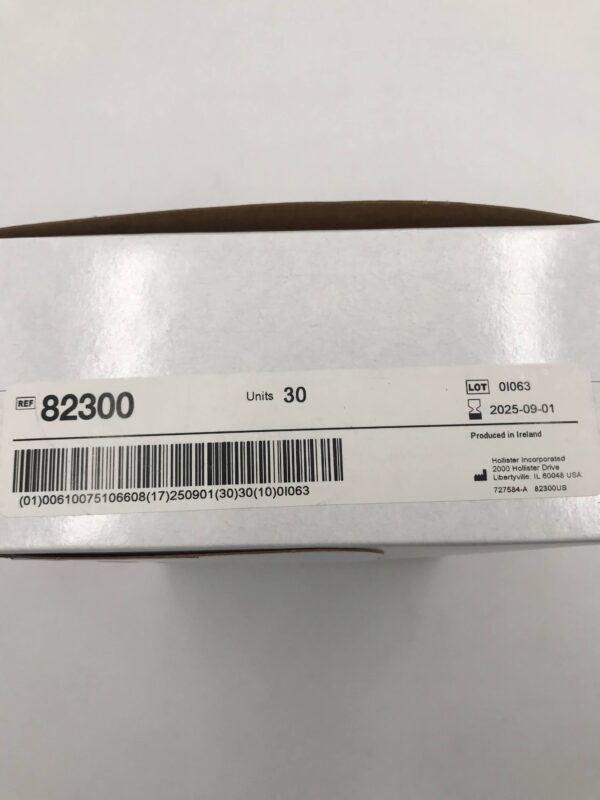 REF 82300
Units 30
LOT 0I063
2025-09-01
Produced in Ireland
(01)00610075106608(17)250901(30)30(10)0I063
Hollister Incorporated
2000 Hollister Drive
Libertyville, IL 60048 USA
727584-A 82300US